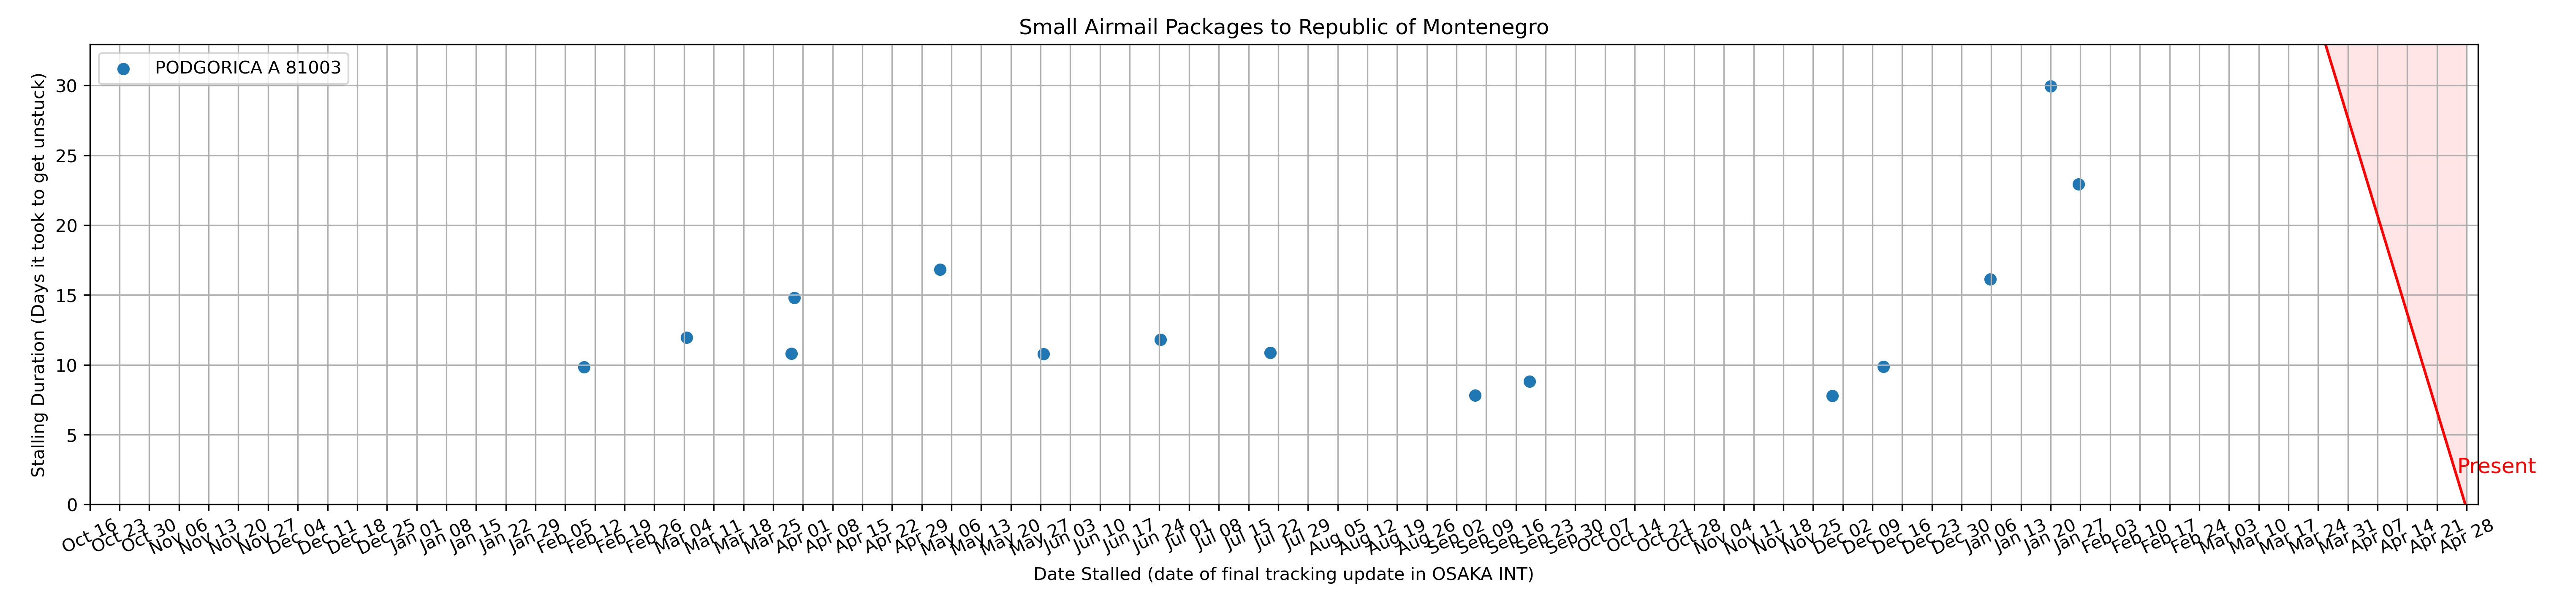 Small Airmail Packages to Republic of Montenegro
PODGORICA A 81003
Stalling Duration (Days it took to get unstuck)
30
25
20
15
10
5
0
Present
Oct 16
Oct 23
Oct 30
Nov 06
Nov 13
Nov 20
Nov 27
Dec 04
Dec 11
Dec 18
Dec 25
Jan 01
Jan 08
Jan 15
Jan 22
Jan 29
Feb 05
Feb 12
Feb 19
Feb 26
Mar 04
Mar 11
Mar 18
Mar 25
Apr 01
Apr 08
Apr 15
Apr 22
Apr 29
May 06
May 13
May 20
May 27
Jun 03
Jun 10
Jun 17
Jun 24
Jul 01
Jul 08
Jul 15
Jul 22
Jul 29
Aug 05
Aug 12
Aug 19
Aug 26
Sep 02
Sep 09
Sep 16
Sep 23
Sep 30
Oct 07
Oct 14
Oct 21
Oct 28
Nov 04
Nov 11
Nov 18
Nov 25
Dec 02
Dec 09
Dec 16
Dec 23
Dec 30
Jan 06
Jan 13
Jan 20
Jan 27
Feb 03
Feb 10
Feb 17
Feb 24
Mar 03
Mar 10
Mar 17
Mar 24
Mar 31
Apr 07
Apr 14
Apr 21
Apr 28
Date Stalled (date of final tracking update in OSAKA INT)